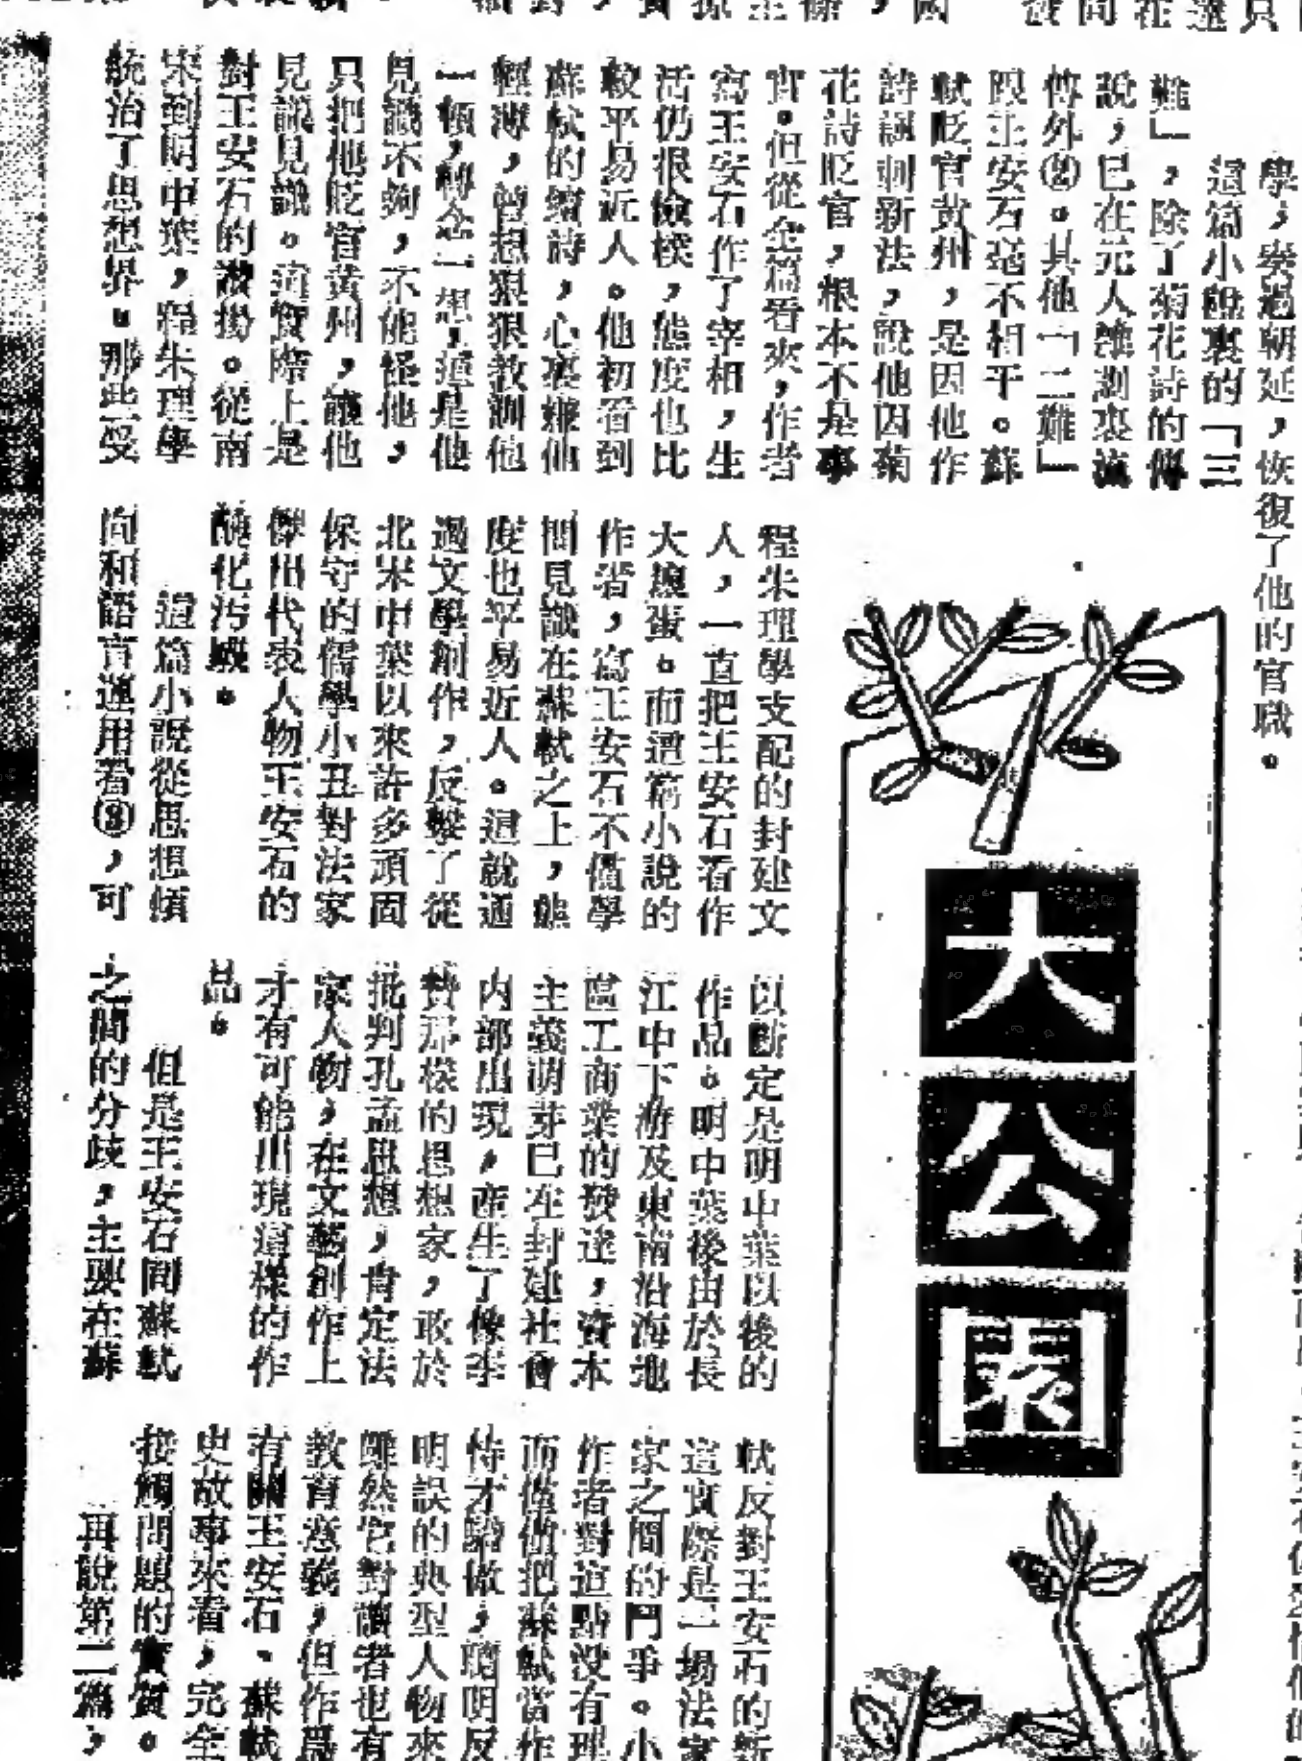 學，奏過朝延，恢復了他的官職。
這篇小說裏的「三
難」，除了菊花詩的傳
說，已在元人雜劇裏流
傳外②。其他「一二難」
跟王安石毫不相干。蘇
軾貶官黃州，是因他作
詩諷刺新法，說他因菊
花詩貶官，根本不是事
實。但從全篇看來，作者
寫王安石作了宰相，生
活仍很儉樸，態度也比
較平易近人。他初看到
蘇軾的續詩，心裏嫌他
輕薄，曾想狠狠教訓他
一頓，轉念一想，這是他
見識不夠，不能怪他，
只把他貶官黃州，讓他
見識見識。這實際上是
對王安石的讚揚。從南
宋到明中葉，程朱理學
統治了思想界。那些受
程朱理學支配的封建文
人，一直把王安石看作
大壞蛋。而這篇小說的
作者，寫王安石不僅學
問見識在蘇軾之上，態
度也平易近人。這就通
過文學創作，反擊了從
北宋中葉以來許多頑固
保守的儒學小丑對法家
傑出代表人物王安石的
醜化污衊。
這篇小說從思想傾
向和語言運用看③，可
以斷定是明中葉以後的
作品。明中葉後由於長
江中下游及東南沿海地
區工商業的發達，資本
主義萌芽已在封建社會
內部出現，產生了像李
贄那樣的思想家，敢於
批判孔孟思想，肯定法
家人物，在文藝創作上
才有可能出現這樣的作
品。
但是王安石同蘇軾
之間的分歧，主要在蘇
軾反對王安石的新
這實際是一場法家
家之間的鬥爭。小
作者對這點沒有理
而僅僅把蘇軾當作
恃才驕傲，聰明反
明誤的典型人物來
雖然它對讀者也有
教育意義，但作爲
有關王安石、蘇軾
史故事來看，完全
接觸問題的實質。
再說第二篇，
大公園